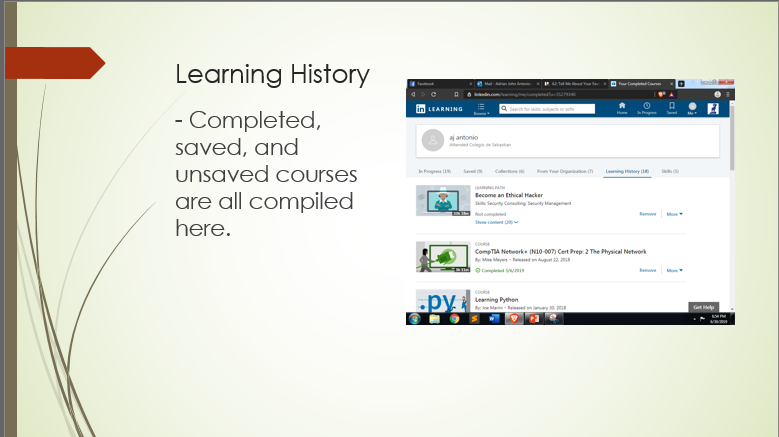 Learning History
- Completed,
saved, and
unsaved courses
are all compiled
here.
Facebook
Mail - Adrian John Antonio
Your Completed Courses
linkedin.com/learning/me/completed?u=
in LEARNING
Browse
Search for skills, subjects or software
Home
In Progress
Saved
Me
aj antonio
Attended Colegio de Sebastian
In Progress (19)
Saved (9)
Collections (6)
From Your Organization (7)
Learning History (18)
Skills (5)
LEARNING PATH
Become an Ethical Hacker
Skills: Security Consulting, Security Management
Not completed
Show content (20)
Remove
More
COURSE
CompTIA Network+ (N10-007) Cert Prep: 2 The Physical Network
By: Mike Meyers - Released on August 22, 2018
Completed 5/6/2019
Remove
More
COURSE
.py
Learning Python
By: Joe Marini - Released on January 30, 2018
Get Help
6:54 PM